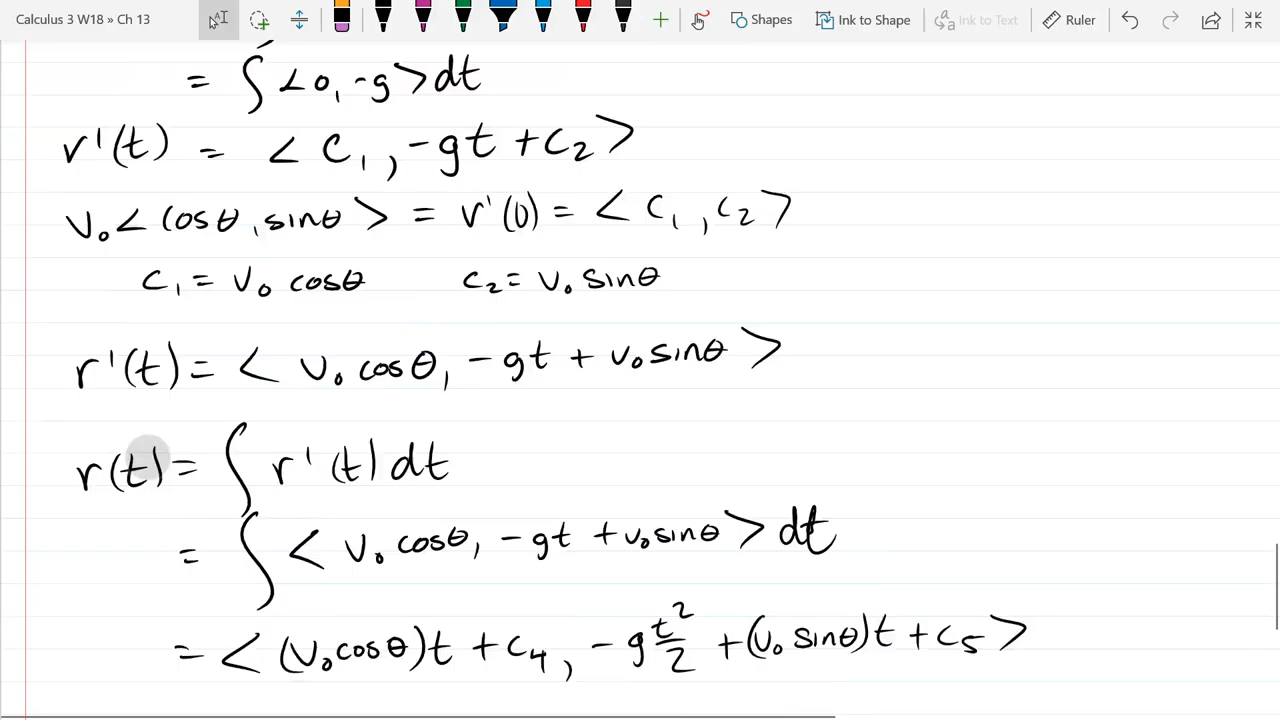 Calculus 3 W18 » Ch 13
Shapes Ink to Shape Ink to Text Ruler
= ∫ <0, -g> dt
r'(t) = < C₁, -gt + C₂ >
v₀ < cosθ, sinθ > = r'(0) = < C₁, C₂ >
C₁ = v₀ cosθ C₂ = v₀ sinθ
r'(t) = < v₀ cosθ, -gt + v₀ sinθ >
r(t) = ∫ r'(t) dt
= ∫ < v₀ cosθ, -gt + v₀ sinθ > dt
= < (v₀ cosθ)t + C₄, -g t²/2 + (v₀ sinθ)t + C₅ >